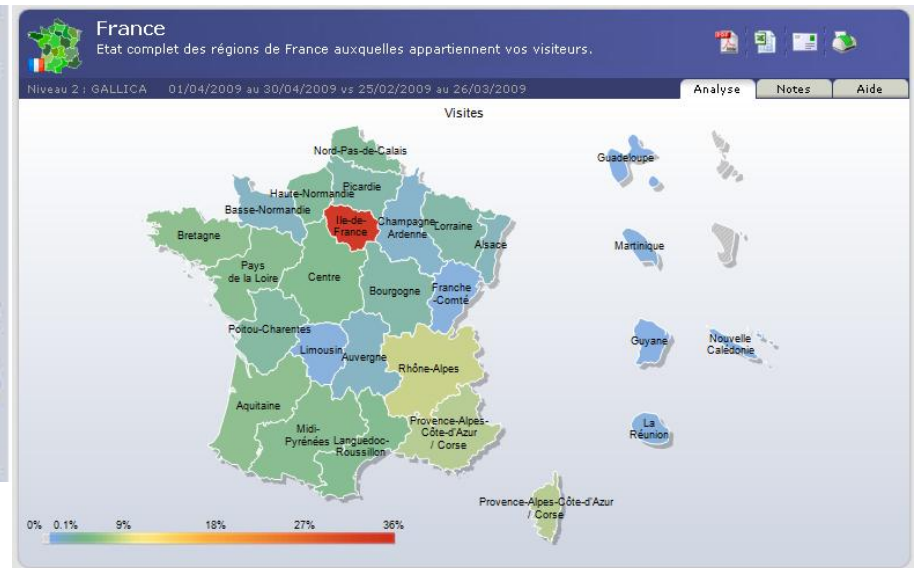 France
Etat complet des régions de France auxquelles appartiennent vos visiteurs.
Niveau 2 : GALLICA 01/04/2009 au 30/04/2009 vs 25/02/2009 au 26/03/2009
Analyse
Notes
Aide
Visites
Nord-Pas-de-Calais
Haute-Normandie
Picardie
Basse-Normandie
Ile-de-
France
Champagne-
Ardenne
Lorraine
Alsace
Bretagne
Pays
de la Loire
Centre
Bourgogne
Franche
-Comté
Poitou-Charentes
Limousin
Auvergne
Rhône-Alpes
Aquitaine
Midi-
Pyrénées
Languedoc-
Roussillon
Provence-Alpes-
Côte-d'Azur
/ Corse
Provence-Alpes-Côte-d'Azur
/ Corse
Guadeloupe
Martinique
Guyane
Nouvelle
Calédonie
La
Réunion
0% 0.1% 9% 18% 27% 36%